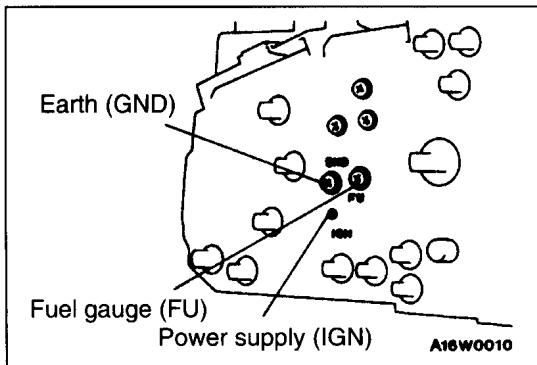 Earth (GND)
GND
FU
IGN
Fuel gauge (FU)
Power supply (IGN)
A16W0010